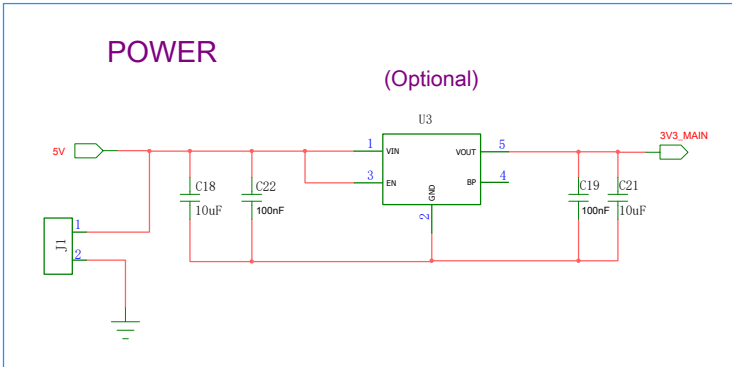 POWER
(Optional)
U3
5V
1
VIN
VOUT
5
3V3_MAIN
3
EN
BP
4
GND
2
C18
10uF
C22
100nF
C19
100nF
C21
10uF
J1
1
2